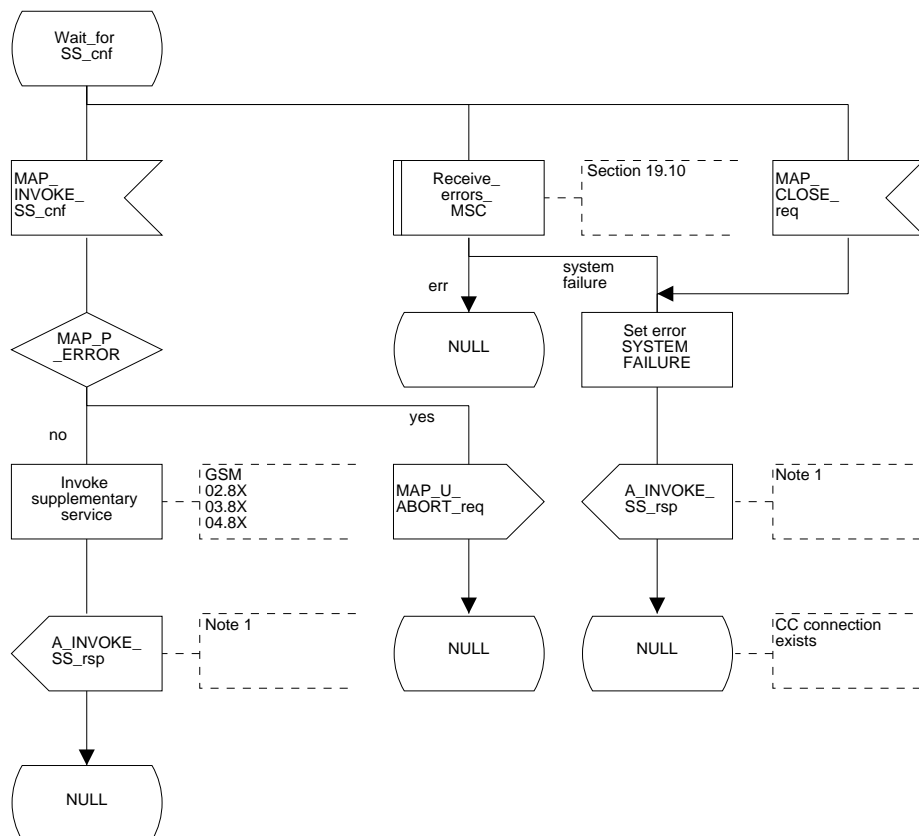 Wait_for
SS_cnf
MAP_
INVOKE_
SS_cnf
Receive_
errors_
MSC
Section 19.10
MAP_
CLOSE_
req
err
system
failure
MAP_P
_ERROR
NULL
Set error
SYSTEM
FAILURE
no
yes
Invoke
supplementary
service
GSM
02.8X
03.8X
04.8X
MAP_U_
ABORT_req
A_INVOKE_
SS_rsp
Note 1
A_INVOKE_
SS_rsp
Note 1
NULL
NULL
CC connection
exists
NULL